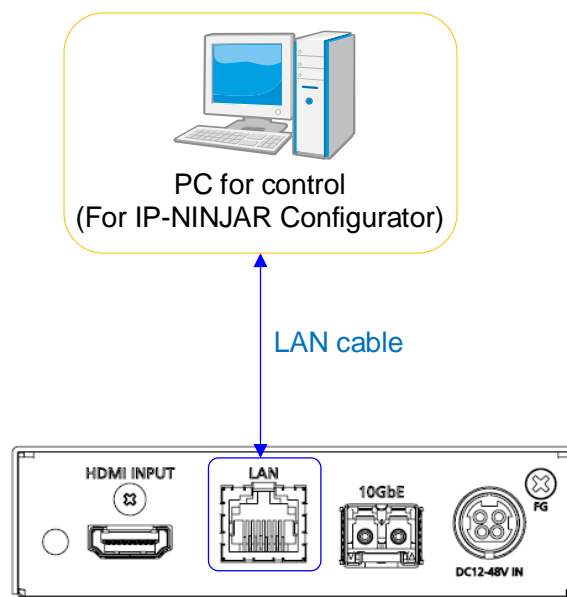 PC for control
(For IP-NINJAR Configurator)
LAN cable
HDMI INPUT
LAN
10GbE
FG
DC12-48V IN